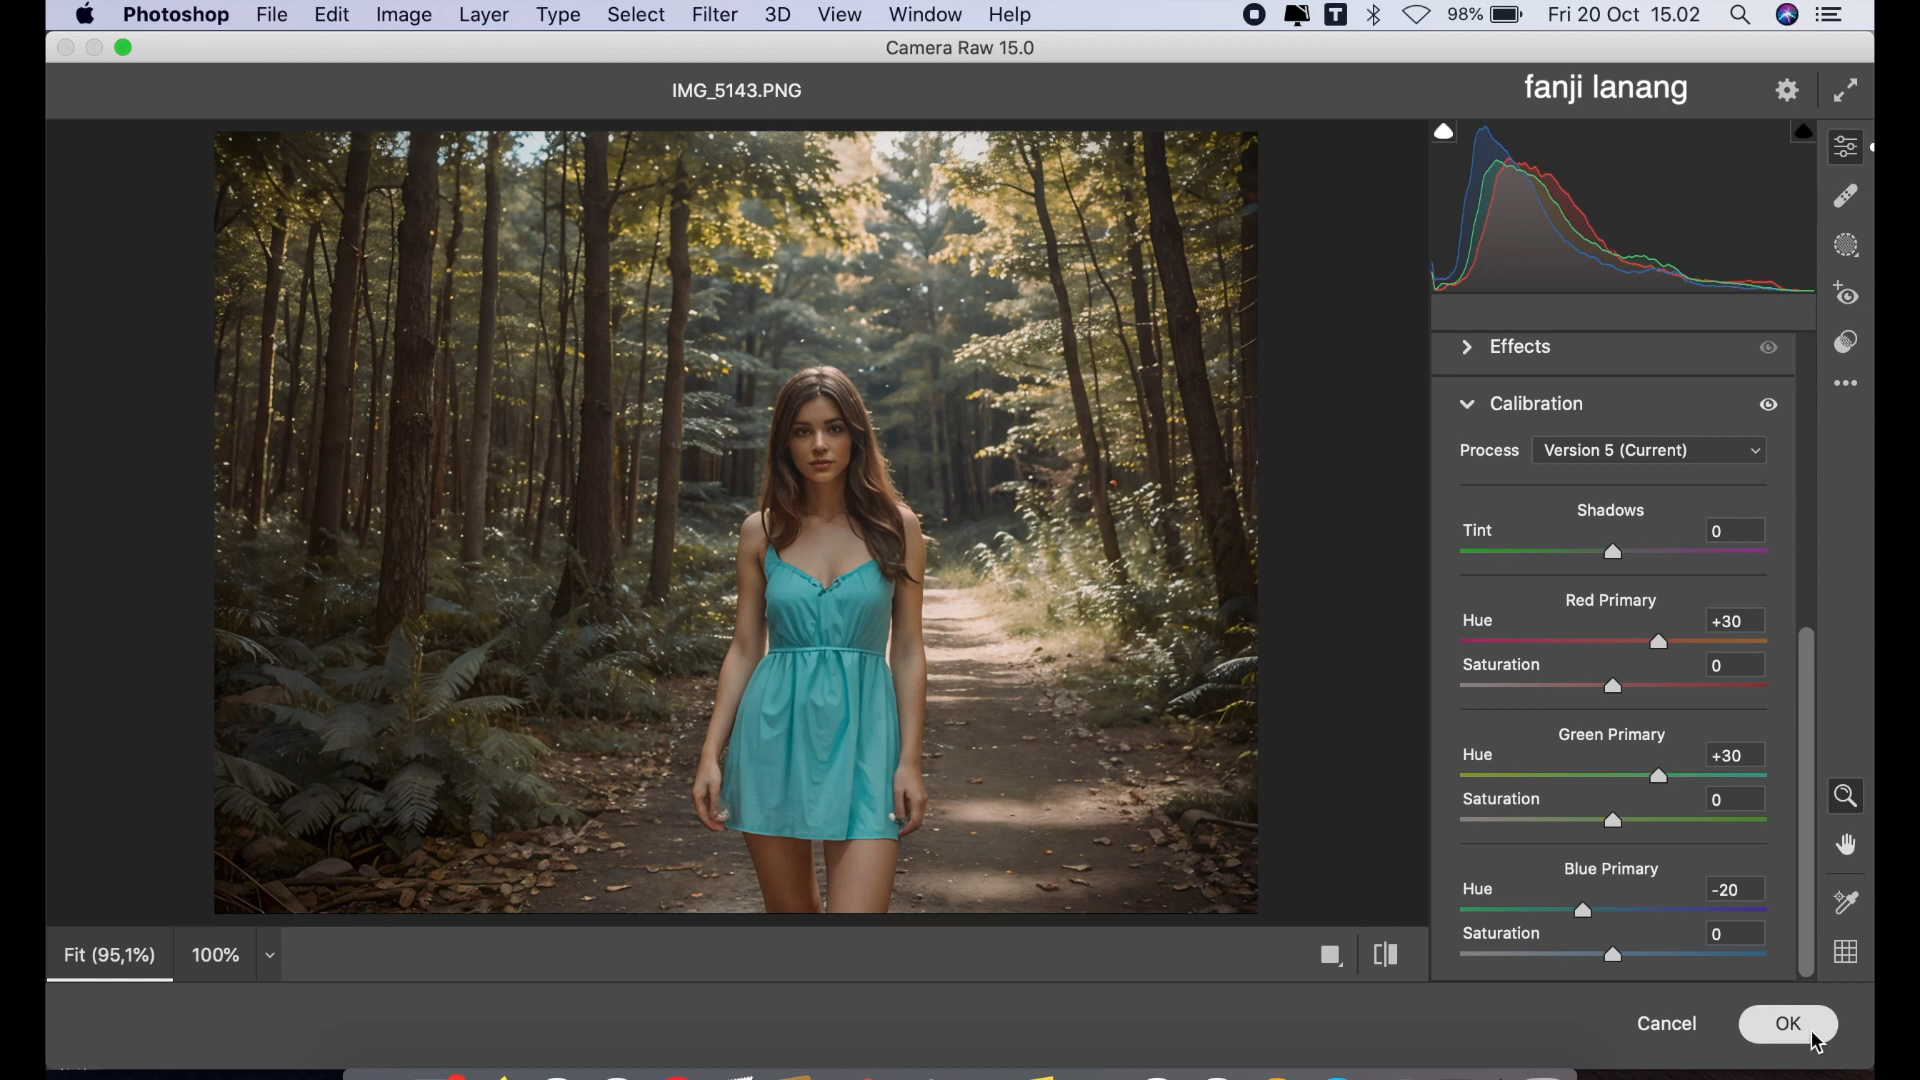 Photoshop File Edit Image Layer Type Select Filter 3D View Window Help T 98% Fri 20 Oct 15.02
Camera Raw 15.0
IMG_5143.PNG
fanji lanang
Effects
Calibration
Process Version 5 (Current)
Shadows
Tint 0
Red Primary
Hue +30
Saturation 0
Green Primary
Hue +30
Saturation 0
Blue Primary
Hue -20
Saturation 0
Fit (95,1%) 100%
Cancel OK